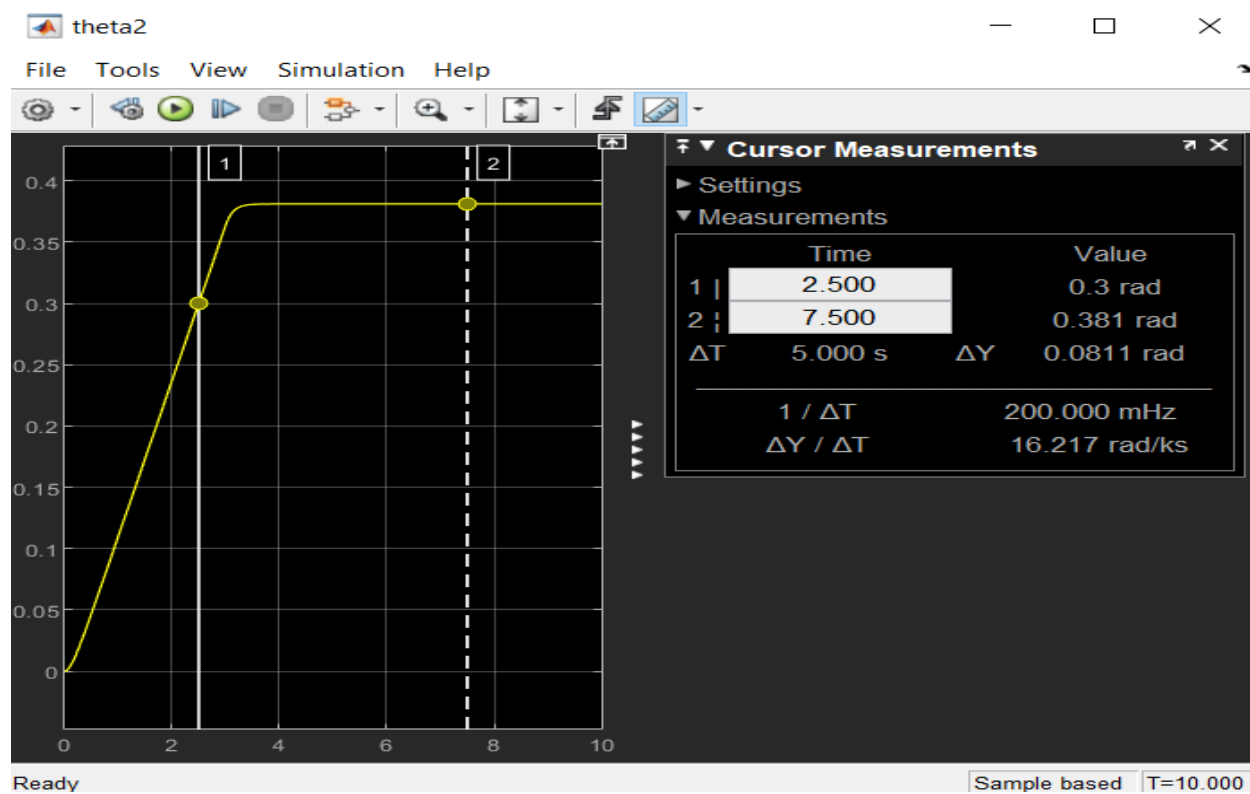 theta2
File Tools View Simulation Help
1
2
0.4
0.35
0.3
0.25
0.2
0.15
0.1
0.05
0
0 2 4 6 8 10
Cursor Measurements
Settings
Measurements
Time Value
1 | 2.500 0.3 rad
2 ¦ 7.500 0.381 rad
ΔT 5.000 s ΔY 0.0811 rad
1 / ΔT 200.000 mHz
ΔY / ΔT 16.217 rad/ks
Ready Sample based T=10.000